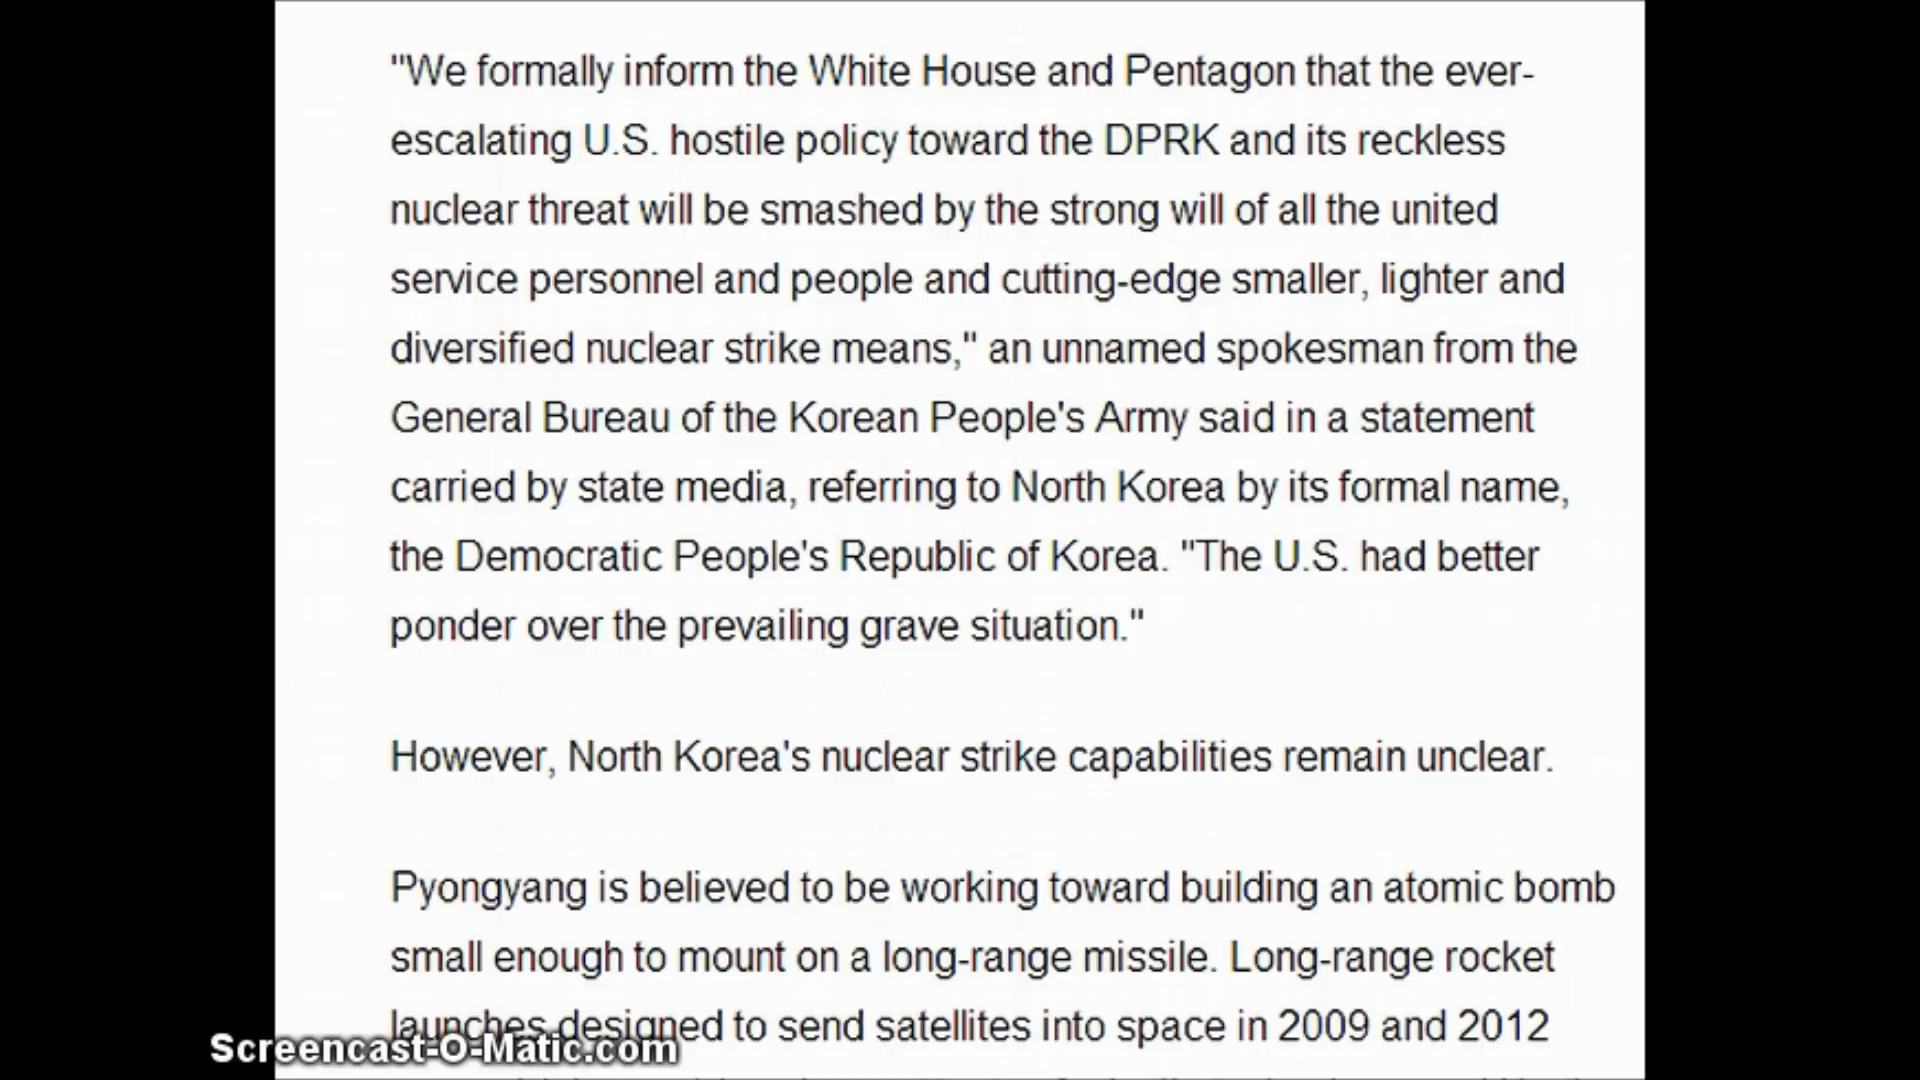 "We formally inform the White House and Pentagon that the ever-
escalating U.S. hostile policy toward the DPRK and its reckless
nuclear threat will be smashed by the strong will of all the united
service personnel and people and cutting-edge smaller, lighter and
diversified nuclear strike means," an unnamed spokesman from the
General Bureau of the Korean People's Army said in a statement
carried by state media, referring to North Korea by its formal name,
the Democratic People's Republic of Korea. "The U.S. had better
ponder over the prevailing grave situation."
However, North Korea's nuclear strike capabilities remain unclear.
Pyongyang is believed to be working toward building an atomic bomb
small enough to mount on a long-range missile. Long-range rocket
launches designed to send satellites into space in 2009 and 2012
Screencast-O-Matic.com